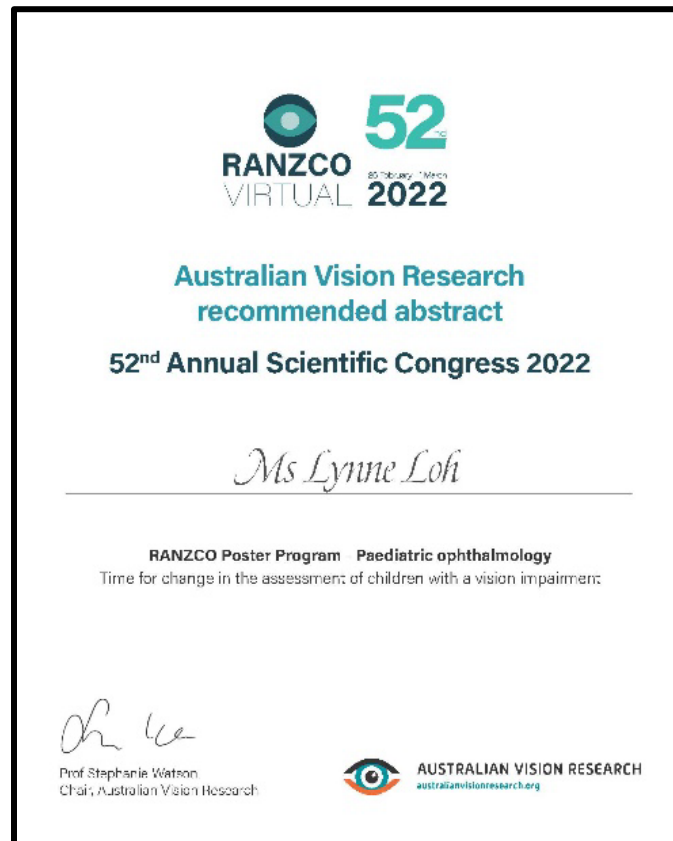 52nd
RANZCO
VIRTUAL
26 February - 1 March
2022
Australian Vision Research
recommended abstract
52nd Annual Scientific Congress 2022
Ms Lynne Loh
RANZCO Poster Program Paediatric ophthalmology
Time for change in the assessment of children with a vision impairment
Prof Stephanie Watson
Chair, Australian Vision Research
AUSTRALIAN VISION RESEARCH
australianvisionresearch.org